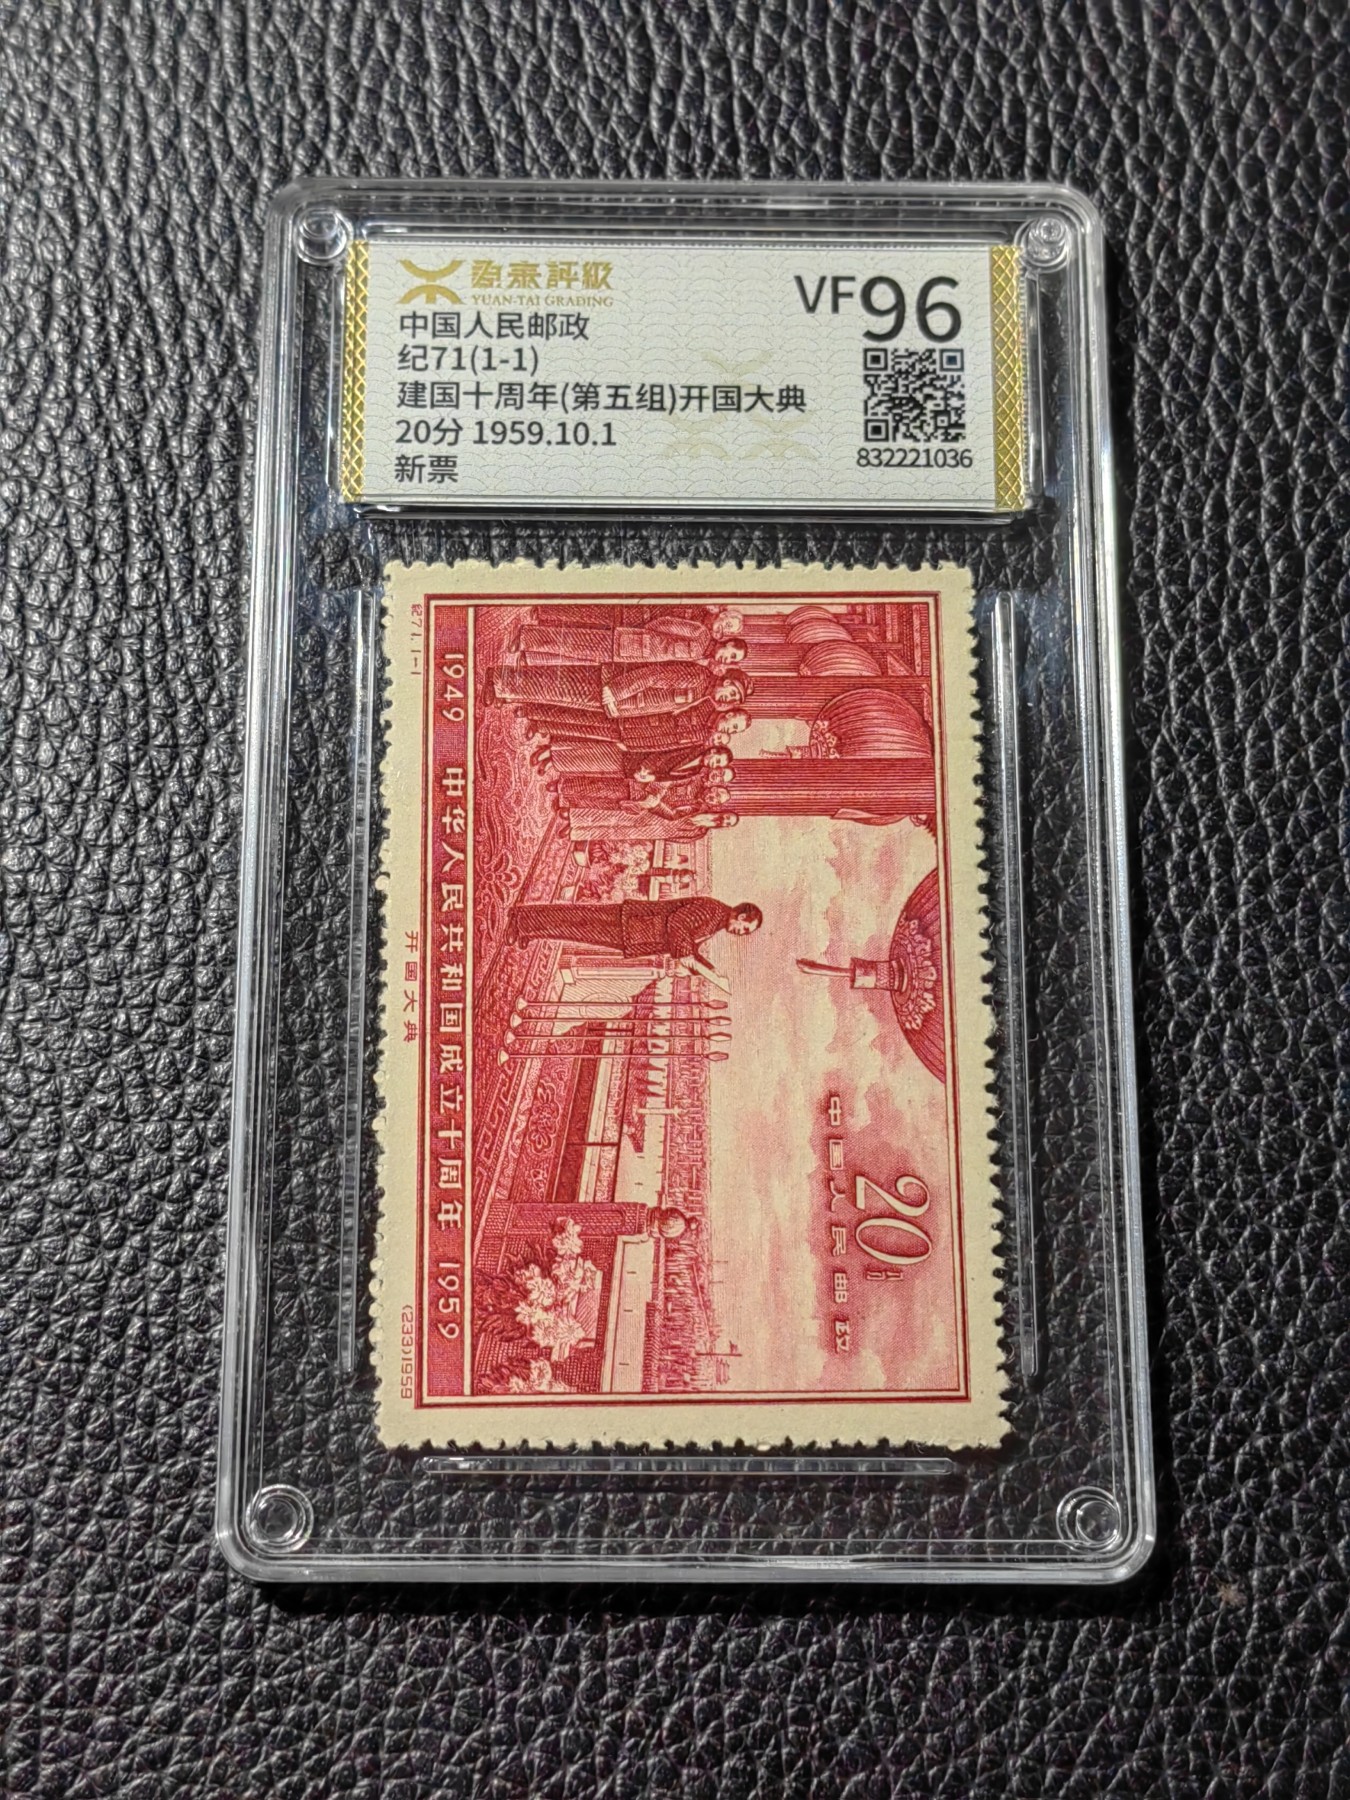 源泰評級
YUAN-TAI GRADING
中国人民邮政
纪71(1-1)
建国十周年(第五组)开国大典
20分 1959.10.1
新票
VF96
832221036
20分
中国人民邮政
1949 中华人民共和国成立十周年 1959
纪71.1-1
开国大典
(233)1959